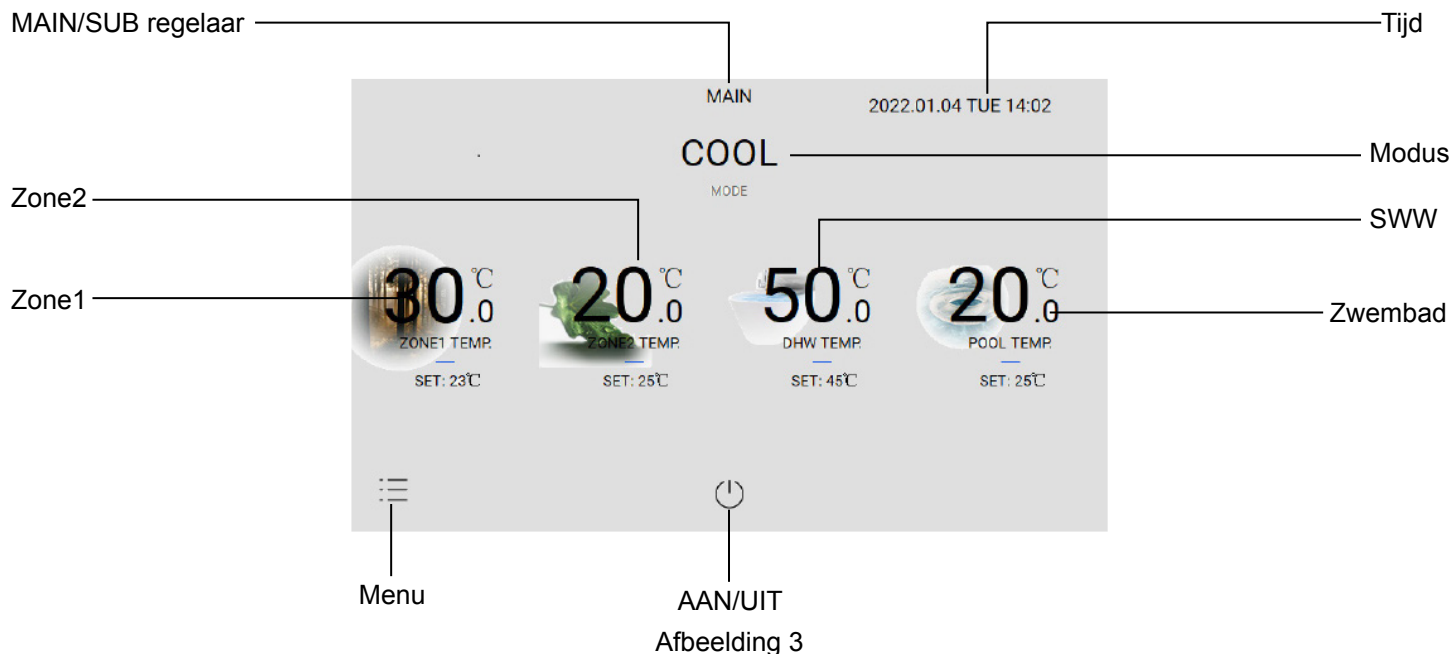 MAIN/SUB regelaar
Tijd
MAIN
2022.01.04 TUE 14:02
COOL
Modus
MODE
Zone2
SWW
30.0 ℃
20.0 ℃
50.0 ℃
20.0 ℃
Zone1
Zwembad
ZONE1 TEMP.
ZONE2 TEMP.
DHW TEMP.
POOL TEMP.
SET: 23℃
SET: 25℃
SET: 45℃
SET: 25℃
Menu
AAN/UIT
Afbeelding 3